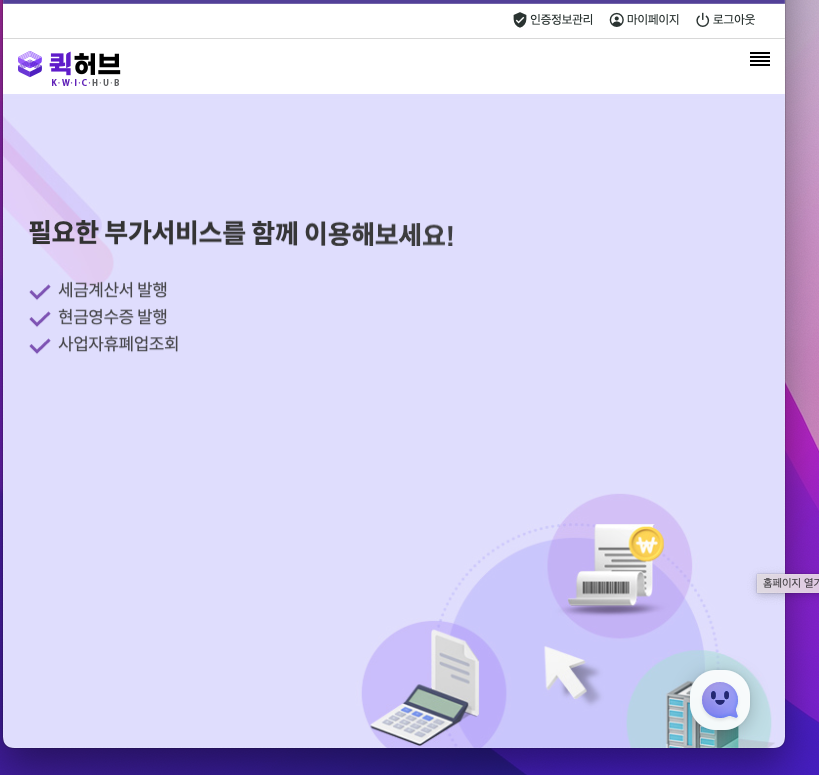 인증정보관리 마이페이지 로그아웃
퀵허브
K·W·I·C·H·U·B
필요한 부가서비스를 함께 이용해보세요!
세금계산서 발행
현금영수증 발행
사업자휴폐업조회
₩
홈페이지 열기